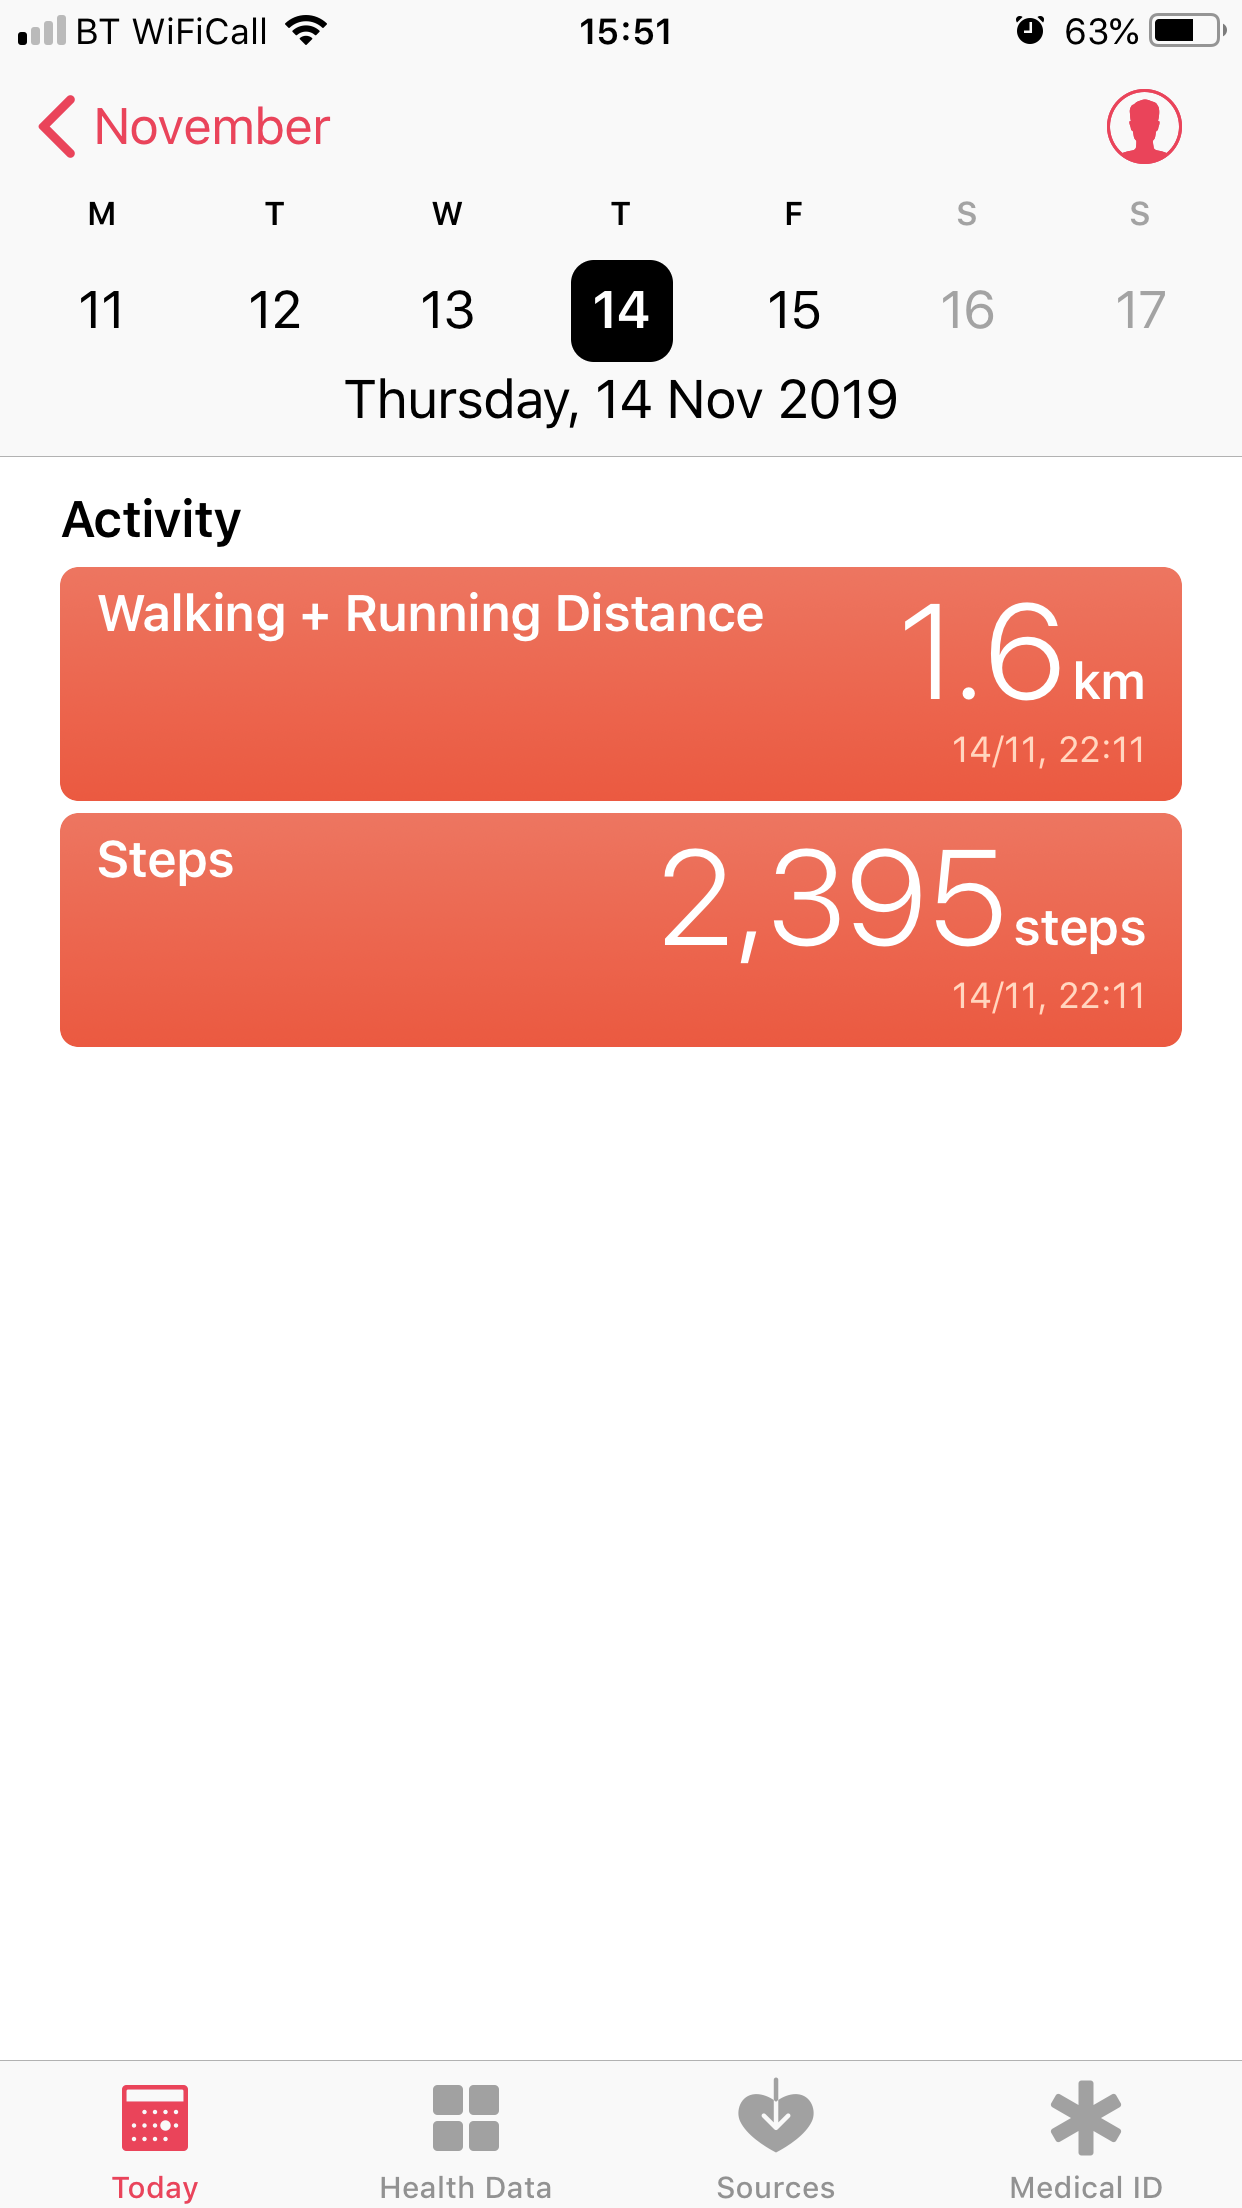 BT WiFiCall 15:51 63%
November
M T W T F S S
11 12 13 14 15 16 17
Thursday, 14 Nov 2019
Activity
Walking + Running Distance 1.6 km
14/11, 22:11
Steps 2,395 steps
14/11, 22:11
Today Health Data Sources Medical ID